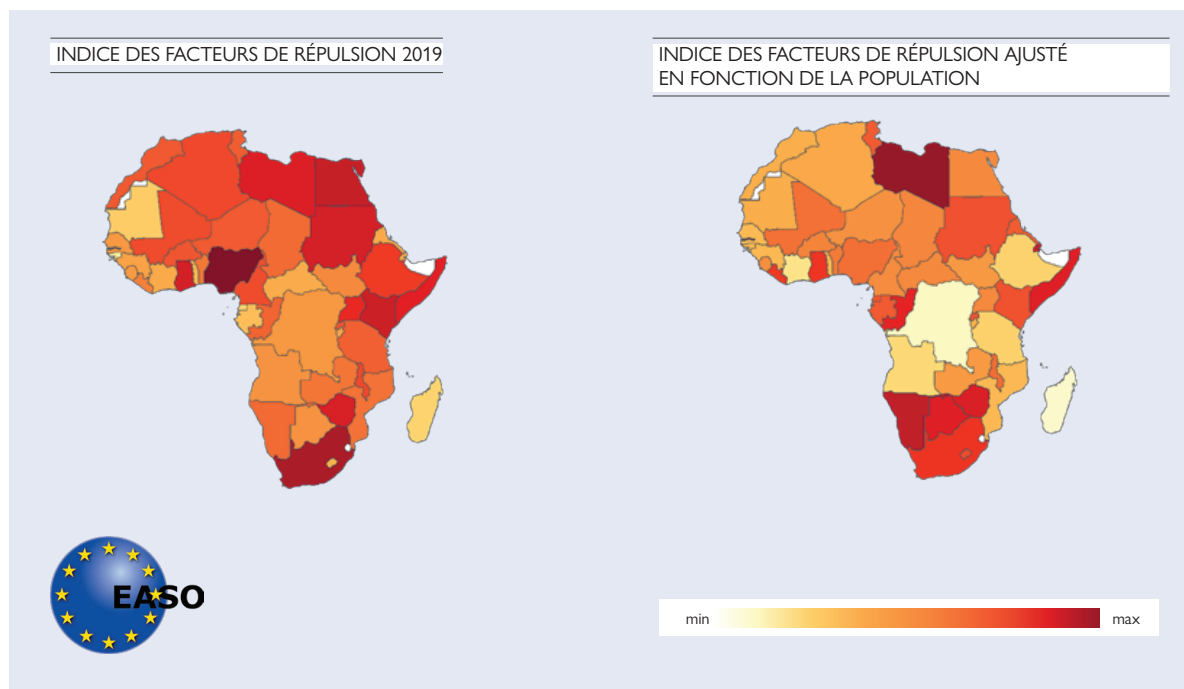 INDICE DES FACTEURS DE RÉPULSION 2019
INDICE DES FACTEURS DE RÉPULSION AJUSTÉ
EN FONCTION DE LA POPULATION
EASO
min
max